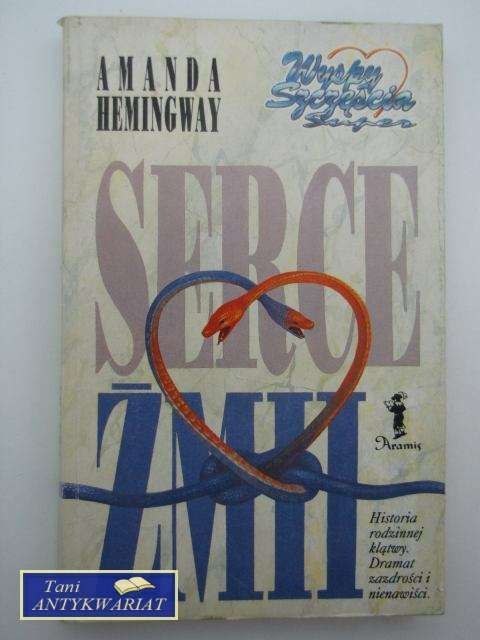 AMANDA
HEMINGWAY
Wyspy
Szczęścia
Super
SERCE
ŻMII
Aramis
Historia
rodzinnej
klątwy.
Dramat
zazdrości i
nienawiści.
Tani
ANTYKWARIAT